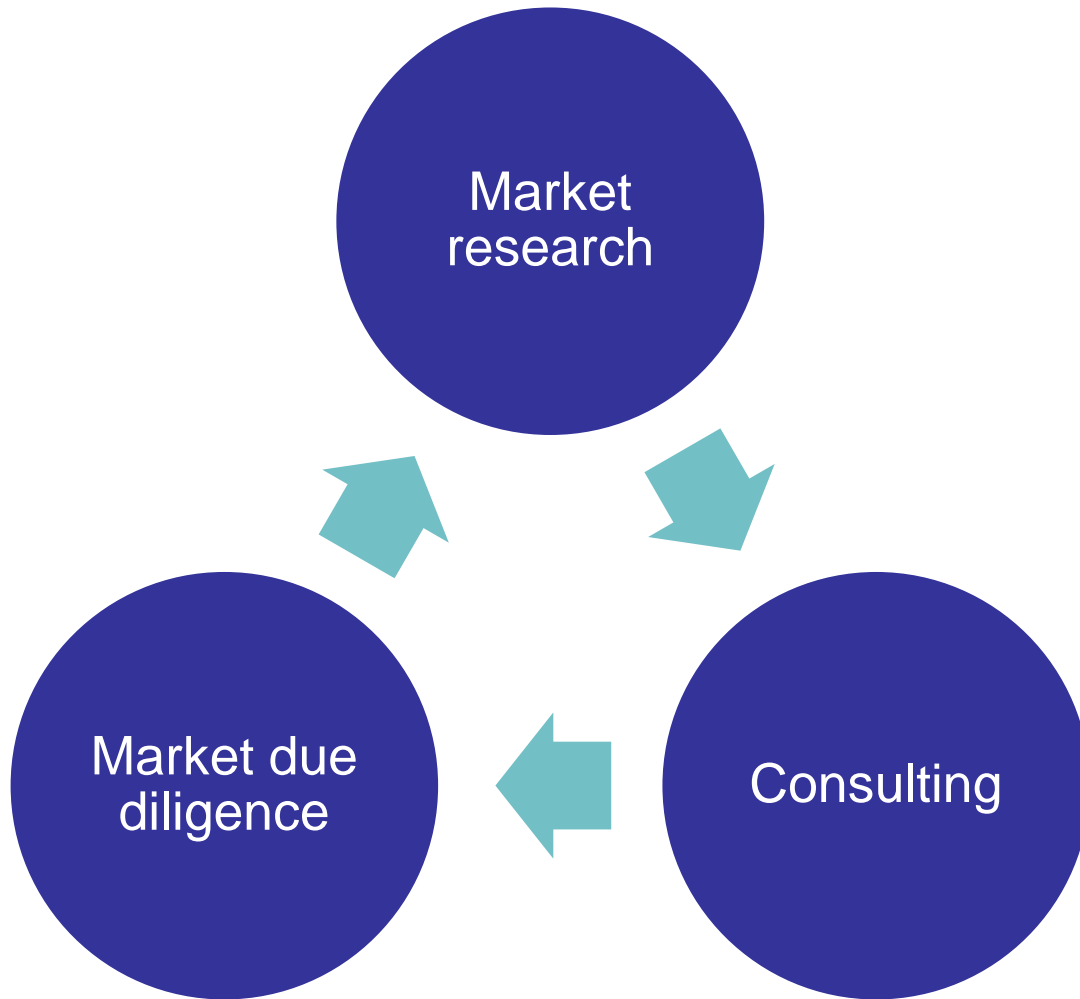 Market
research
Market due
diligence
Consulting